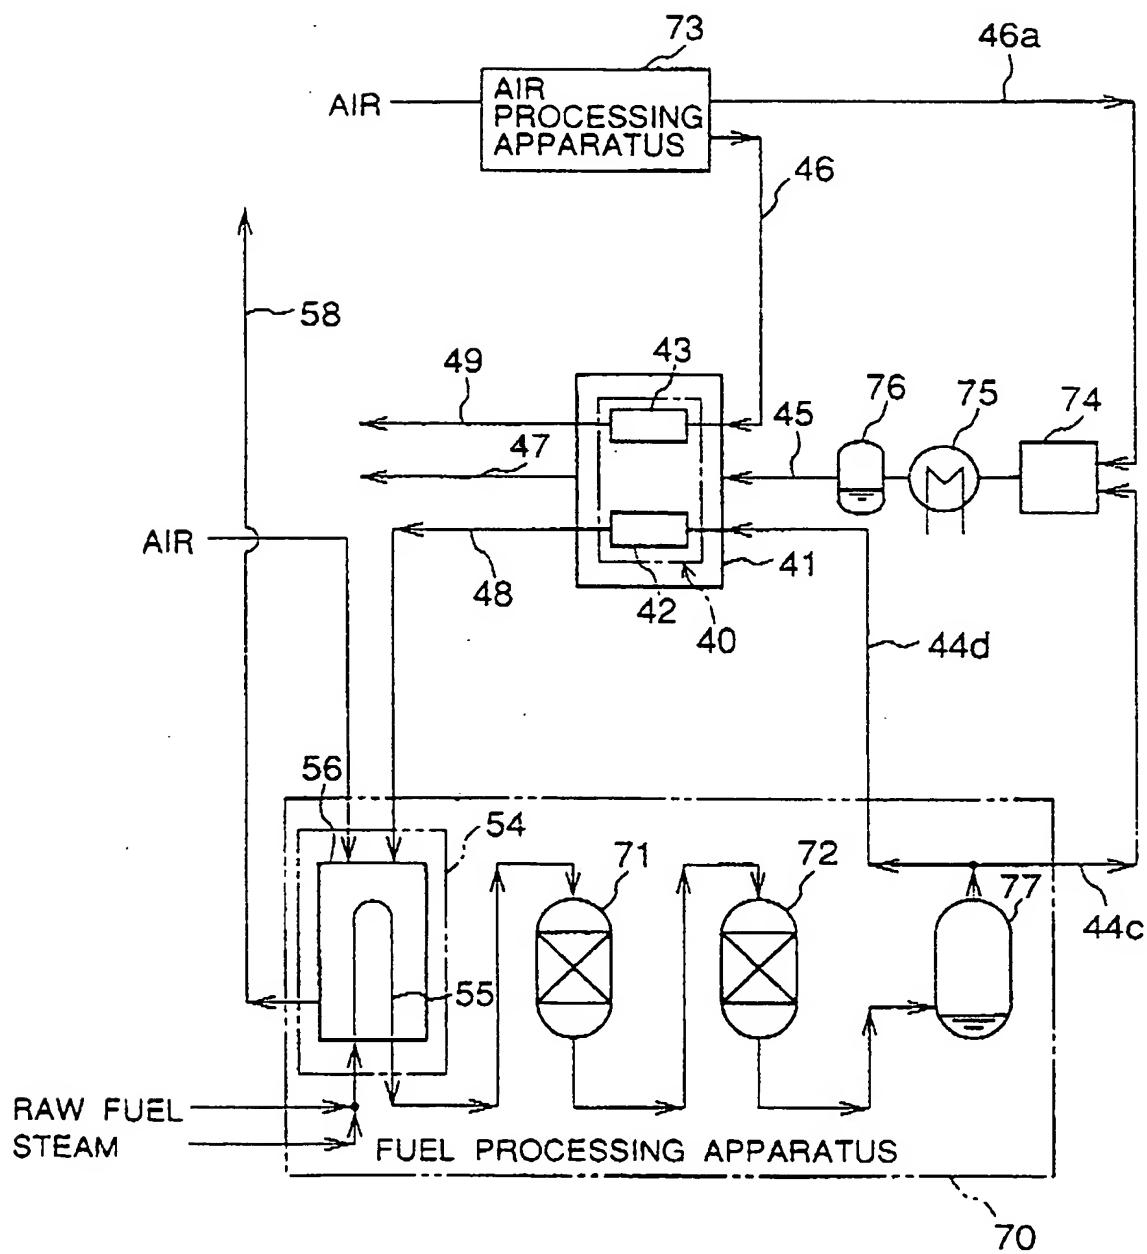 73
46a
AIR
AIR
PROCESSING
APPARATUS
46
58
49
43
76
75
74
45
47
AIR
48
42
41
40
44d
56
54
71
72
77
44c
55
RAW FUEL
STEAM
FUEL PROCESSING APPARATUS
70